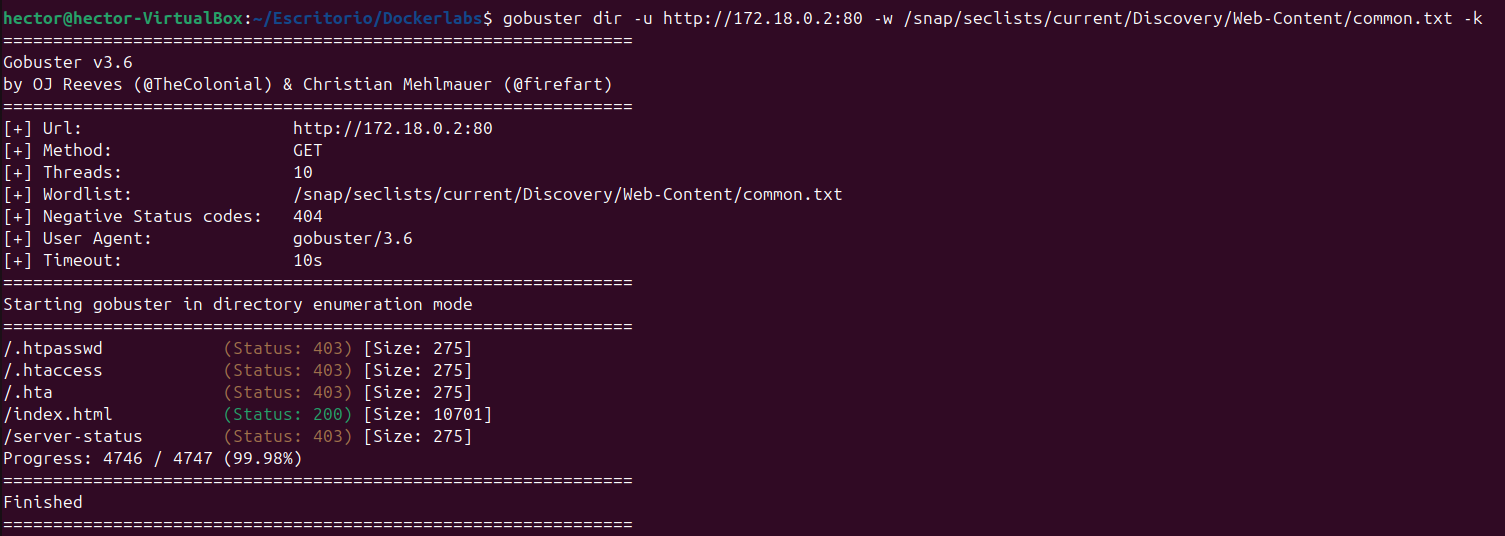 hector@hector-VirtualBox:~/Escritorio/Dockerlabs$ gobuster dir -u http://172.18.0.2:80 -w /snap/seclists/current/Discovery/Web-Content/common.txt -k
===============================================================
Gobuster v3.6
by OJ Reeves (@TheColonial) & Christian Mehlmauer (@firefart)
===============================================================
[+] Url:                     http://172.18.0.2:80
[+] Method:                  GET
[+] Threads:                 10
[+] Wordlist:                /snap/seclists/current/Discovery/Web-Content/common.txt
[+] Negative Status codes:   404
[+] User Agent:              gobuster/3.6
[+] Timeout:                 10s
===============================================================
Starting gobuster in directory enumeration mode
===============================================================
/.htpasswd            (Status: 403) [Size: 275]
/.htaccess            (Status: 403) [Size: 275]
/.hta                 (Status: 403) [Size: 275]
/index.html           (Status: 200) [Size: 10701]
/server-status        (Status: 403) [Size: 275]
Progress: 4746 / 4747 (99.98%)
===============================================================
Finished
===============================================================